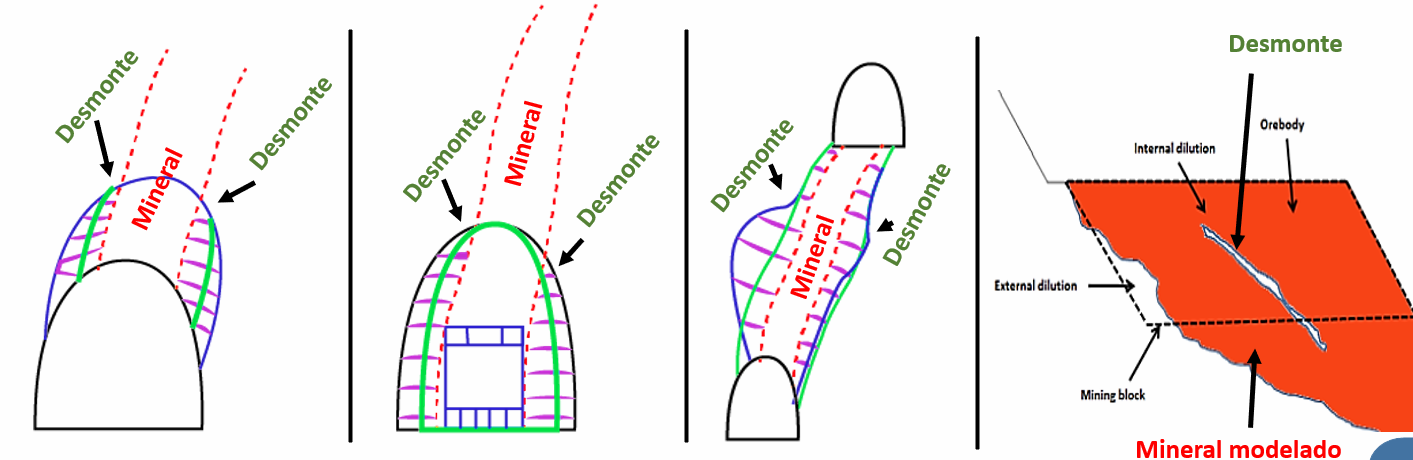 Desmonte
Mineral
Desmonte
Desmonte
Mineral
Desmonte
Desmonte
Mineral
Desmonte
Desmonte
Orebody
Internal dilution
External dilution
Mining block
Mineral modelado